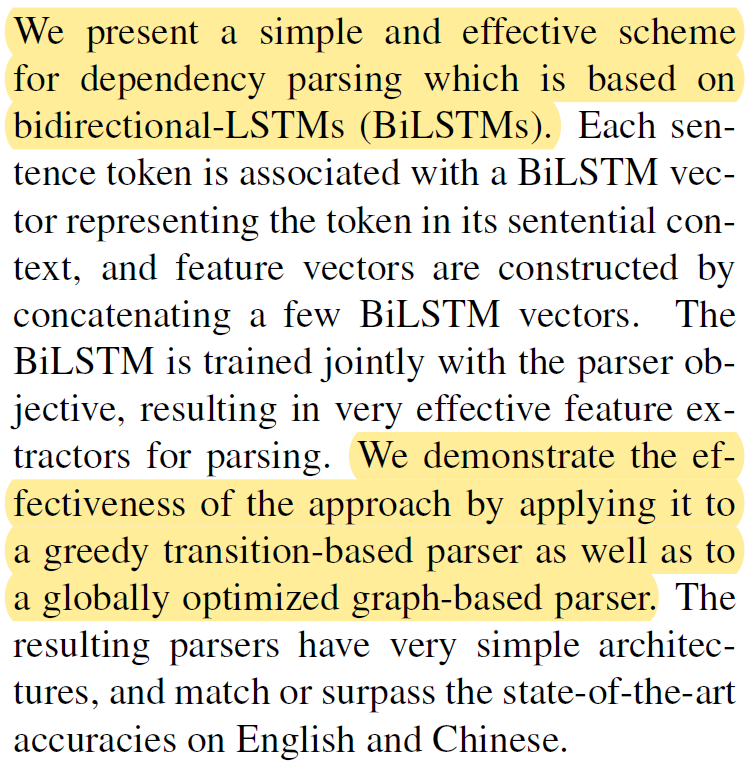 We present a simple and effective scheme
for dependency parsing which is based on
bidirectional-LSTMs (BiLSTMs). Each sen-
tence token is associated with a BiLSTM vec-
tor representing the token in its sentential con-
text, and feature vectors are constructed by
concatenating a few BiLSTM vectors. The
BiLSTM is trained jointly with the parser ob-
jective, resulting in very effective feature ex-
tractors for parsing. We demonstrate the ef-
fectiveness of the approach by applying it to
a greedy transition-based parser as well as to
a globally optimized graph-based parser. The
resulting parsers have very simple architec-
tures, and match or surpass the state-of-the-art
accuracies on English and Chinese.